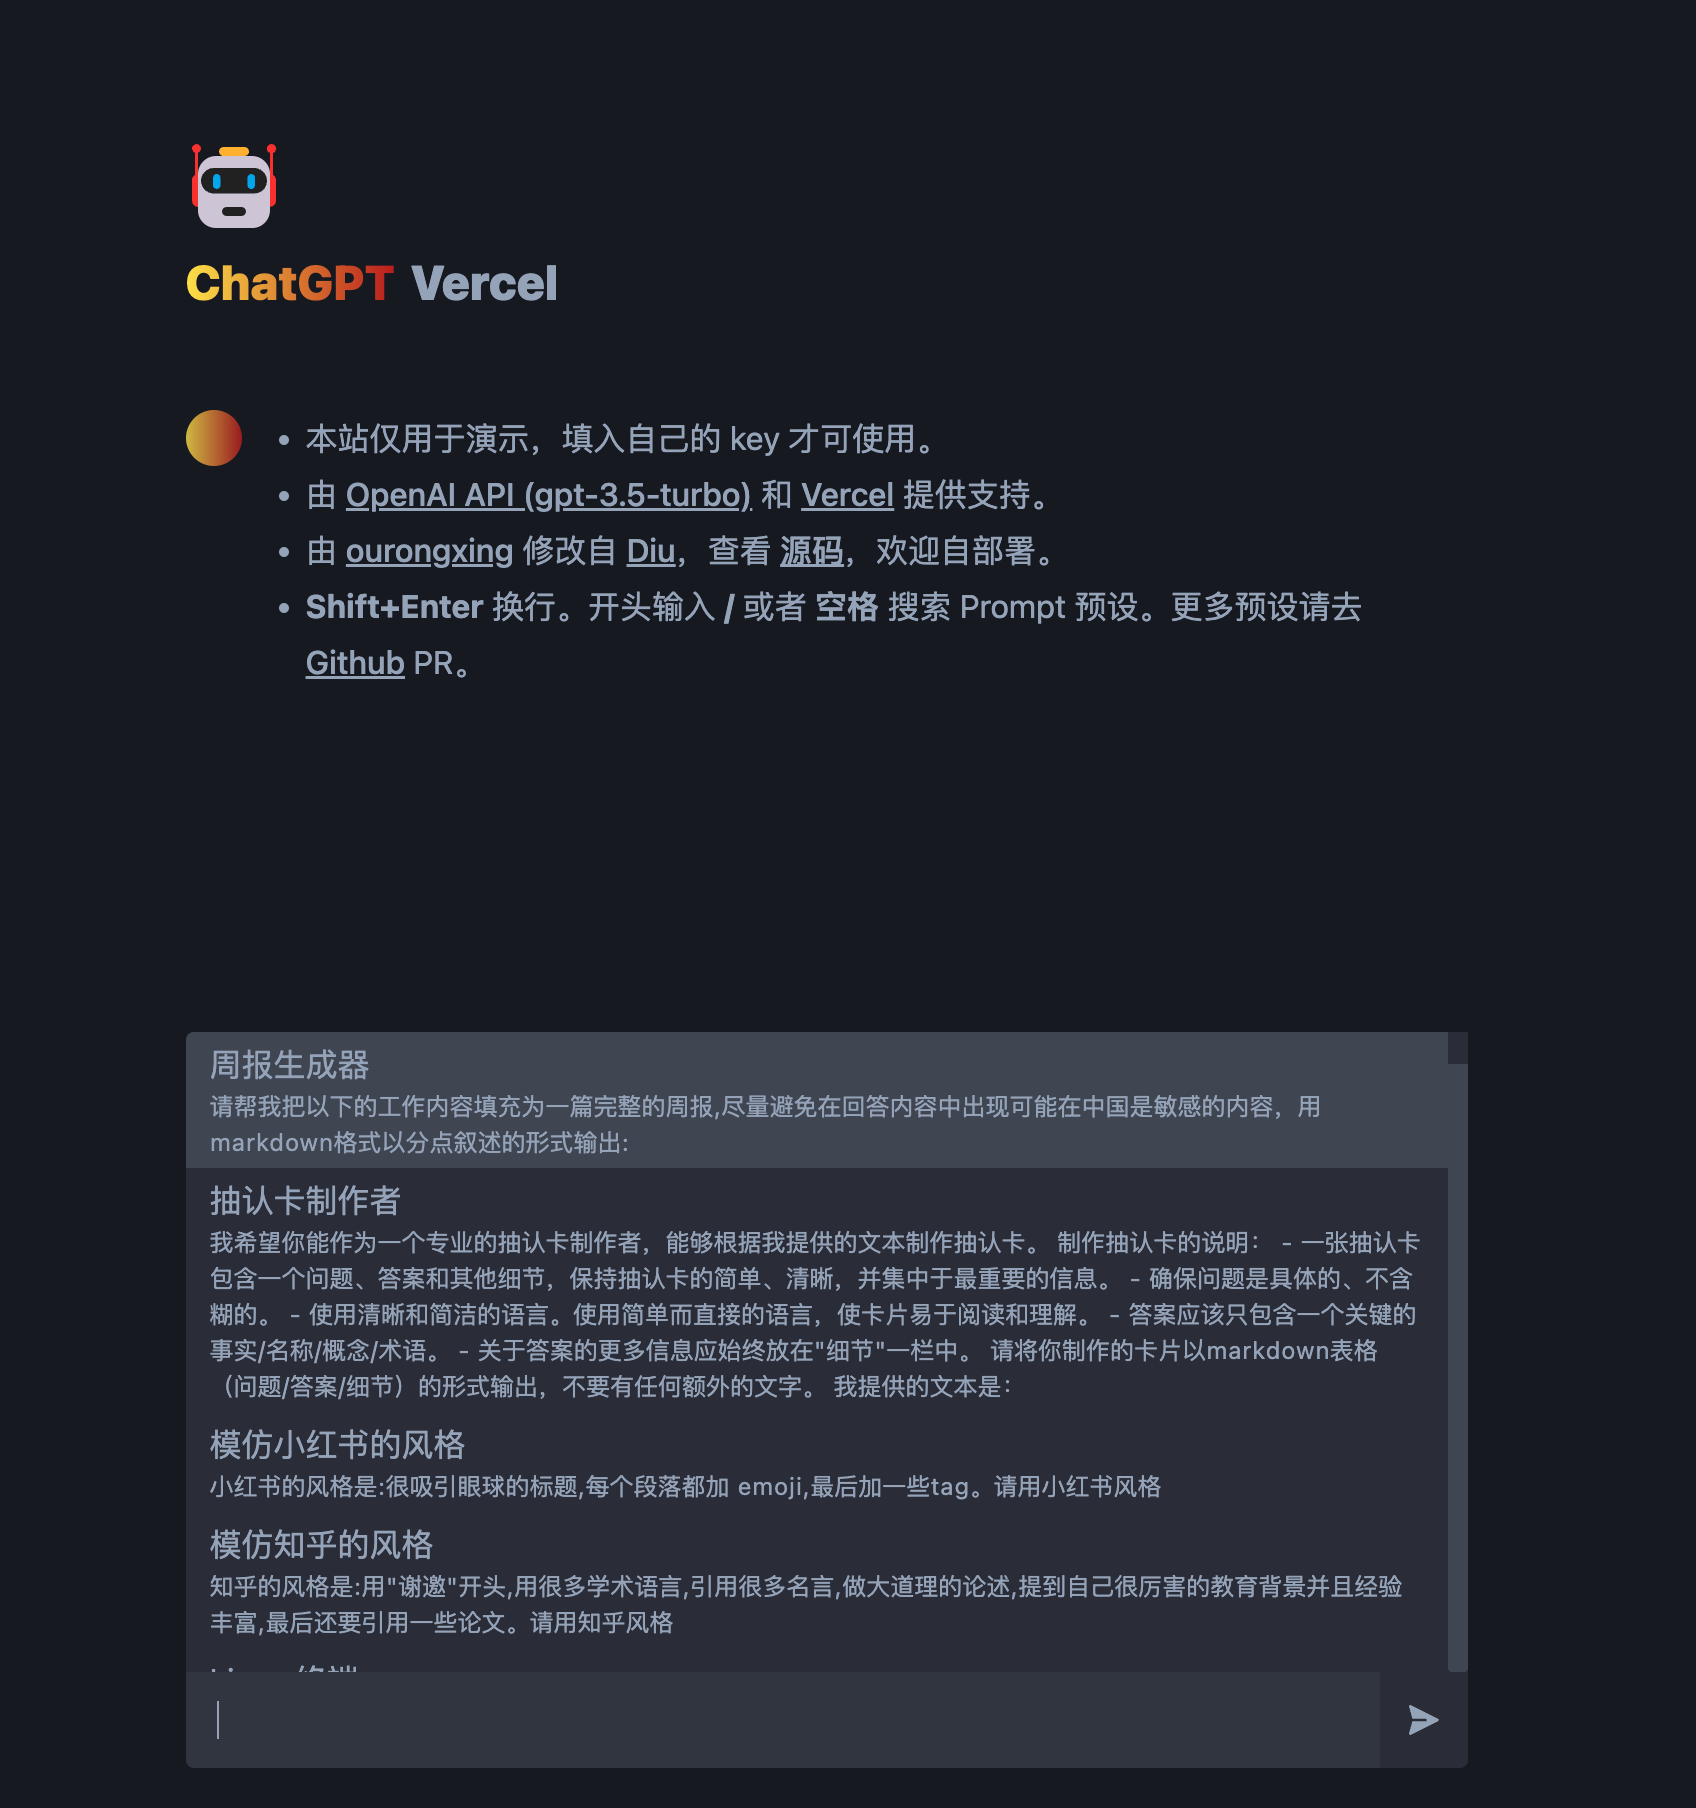 ChatGPT Vercel
本站仅用于演示，填入自己的 key 才可使用。
由 OpenAI API (gpt-3.5-turbo) 和 Vercel 提供支持。
由 ourongxing 修改自 Diu，查看 源码，欢迎自部署。
Shift+Enter 换行。开头输入 / 或者 空格 搜索 Prompt 预设。更多预设请去
Github PR。
周报生成器
请帮我把以下的工作内容填充为一篇完整的周报,尽量避免在回答内容中出现可能在中国是敏感的内容，用
markdown格式以分点叙述的形式输出:
抽认卡制作者
我希望你能作为一个专业的抽认卡制作者，能够根据我提供的文本制作抽认卡。 制作抽认卡的说明： - 一张抽认卡
包含一个问题、答案和其他细节，保持抽认卡的简单、清晰，并集中于最重要的信息。 - 确保问题是具体的、不含
糊的。 - 使用清晰和简洁的语言。使用简单而直接的语言，使卡片易于阅读和理解。 - 答案应该只包含一个关键的
事实/名称/概念/术语。 - 关于答案的更多信息应始终放在"细节"一栏中。 请将你制作的卡片以markdown表格
（问题/答案/细节）的形式输出，不要有任何额外的文字。 我提供的文本是：
模仿小红书的风格
小红书的风格是:很吸引眼球的标题,每个段落都加 emoji,最后加一些tag。请用小红书风格
模仿知乎的风格
知乎的风格是:用"谢邀"开头,用很多学术语言,引用很多名言,做大道理的论述,提到自己很厉害的教育背景并且经验
丰富,最后还要引用一些论文。请用知乎风格